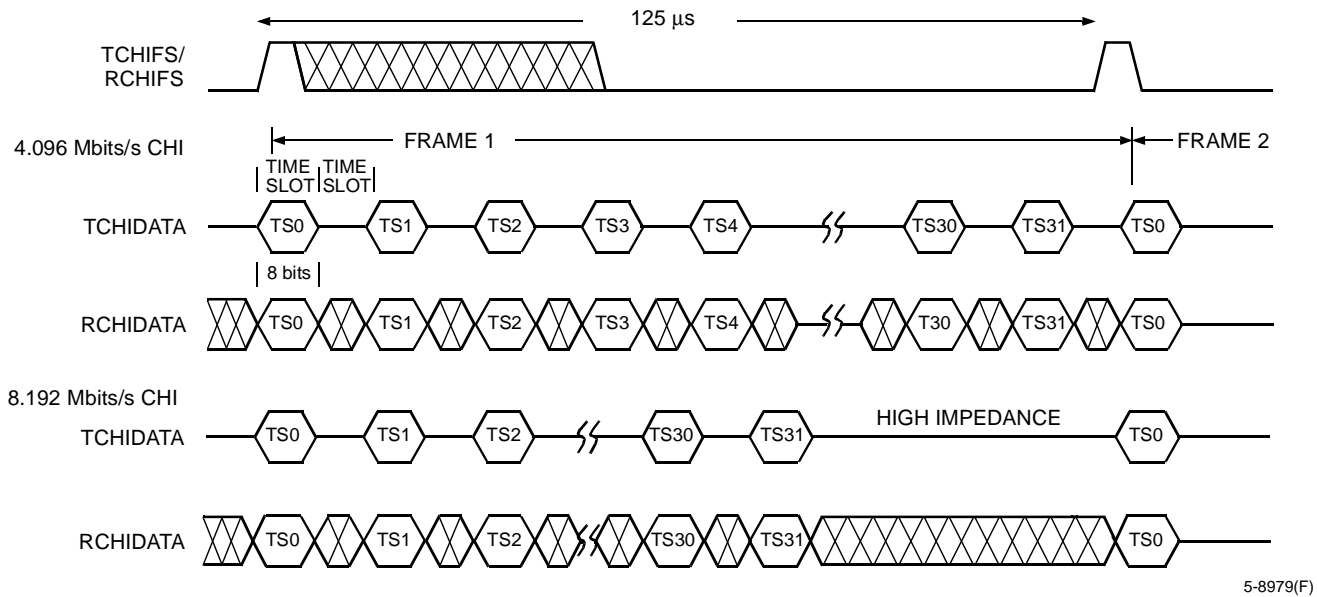 125 μs
TCHIFS/
RCHIFS
FRAME 1
FRAME 2
4.096 Mbits/s CHI
TIME TIME
SLOT SLOT
TCHIDATA
TS0 TS1 TS2 TS3 TS4 TS30 TS31 TS0
8 bits
RCHIDATA
TS0 TS1 TS2 TS3 TS4 T30 TS31 TS0
8.192 Mbits/s CHI
HIGH IMPEDANCE
TCHIDATA
TS0 TS1 TS2 TS30 TS31 TS0
RCHIDATA
TS0 TS1 TS2 TS30 TS31 TS0
5-8979(F)